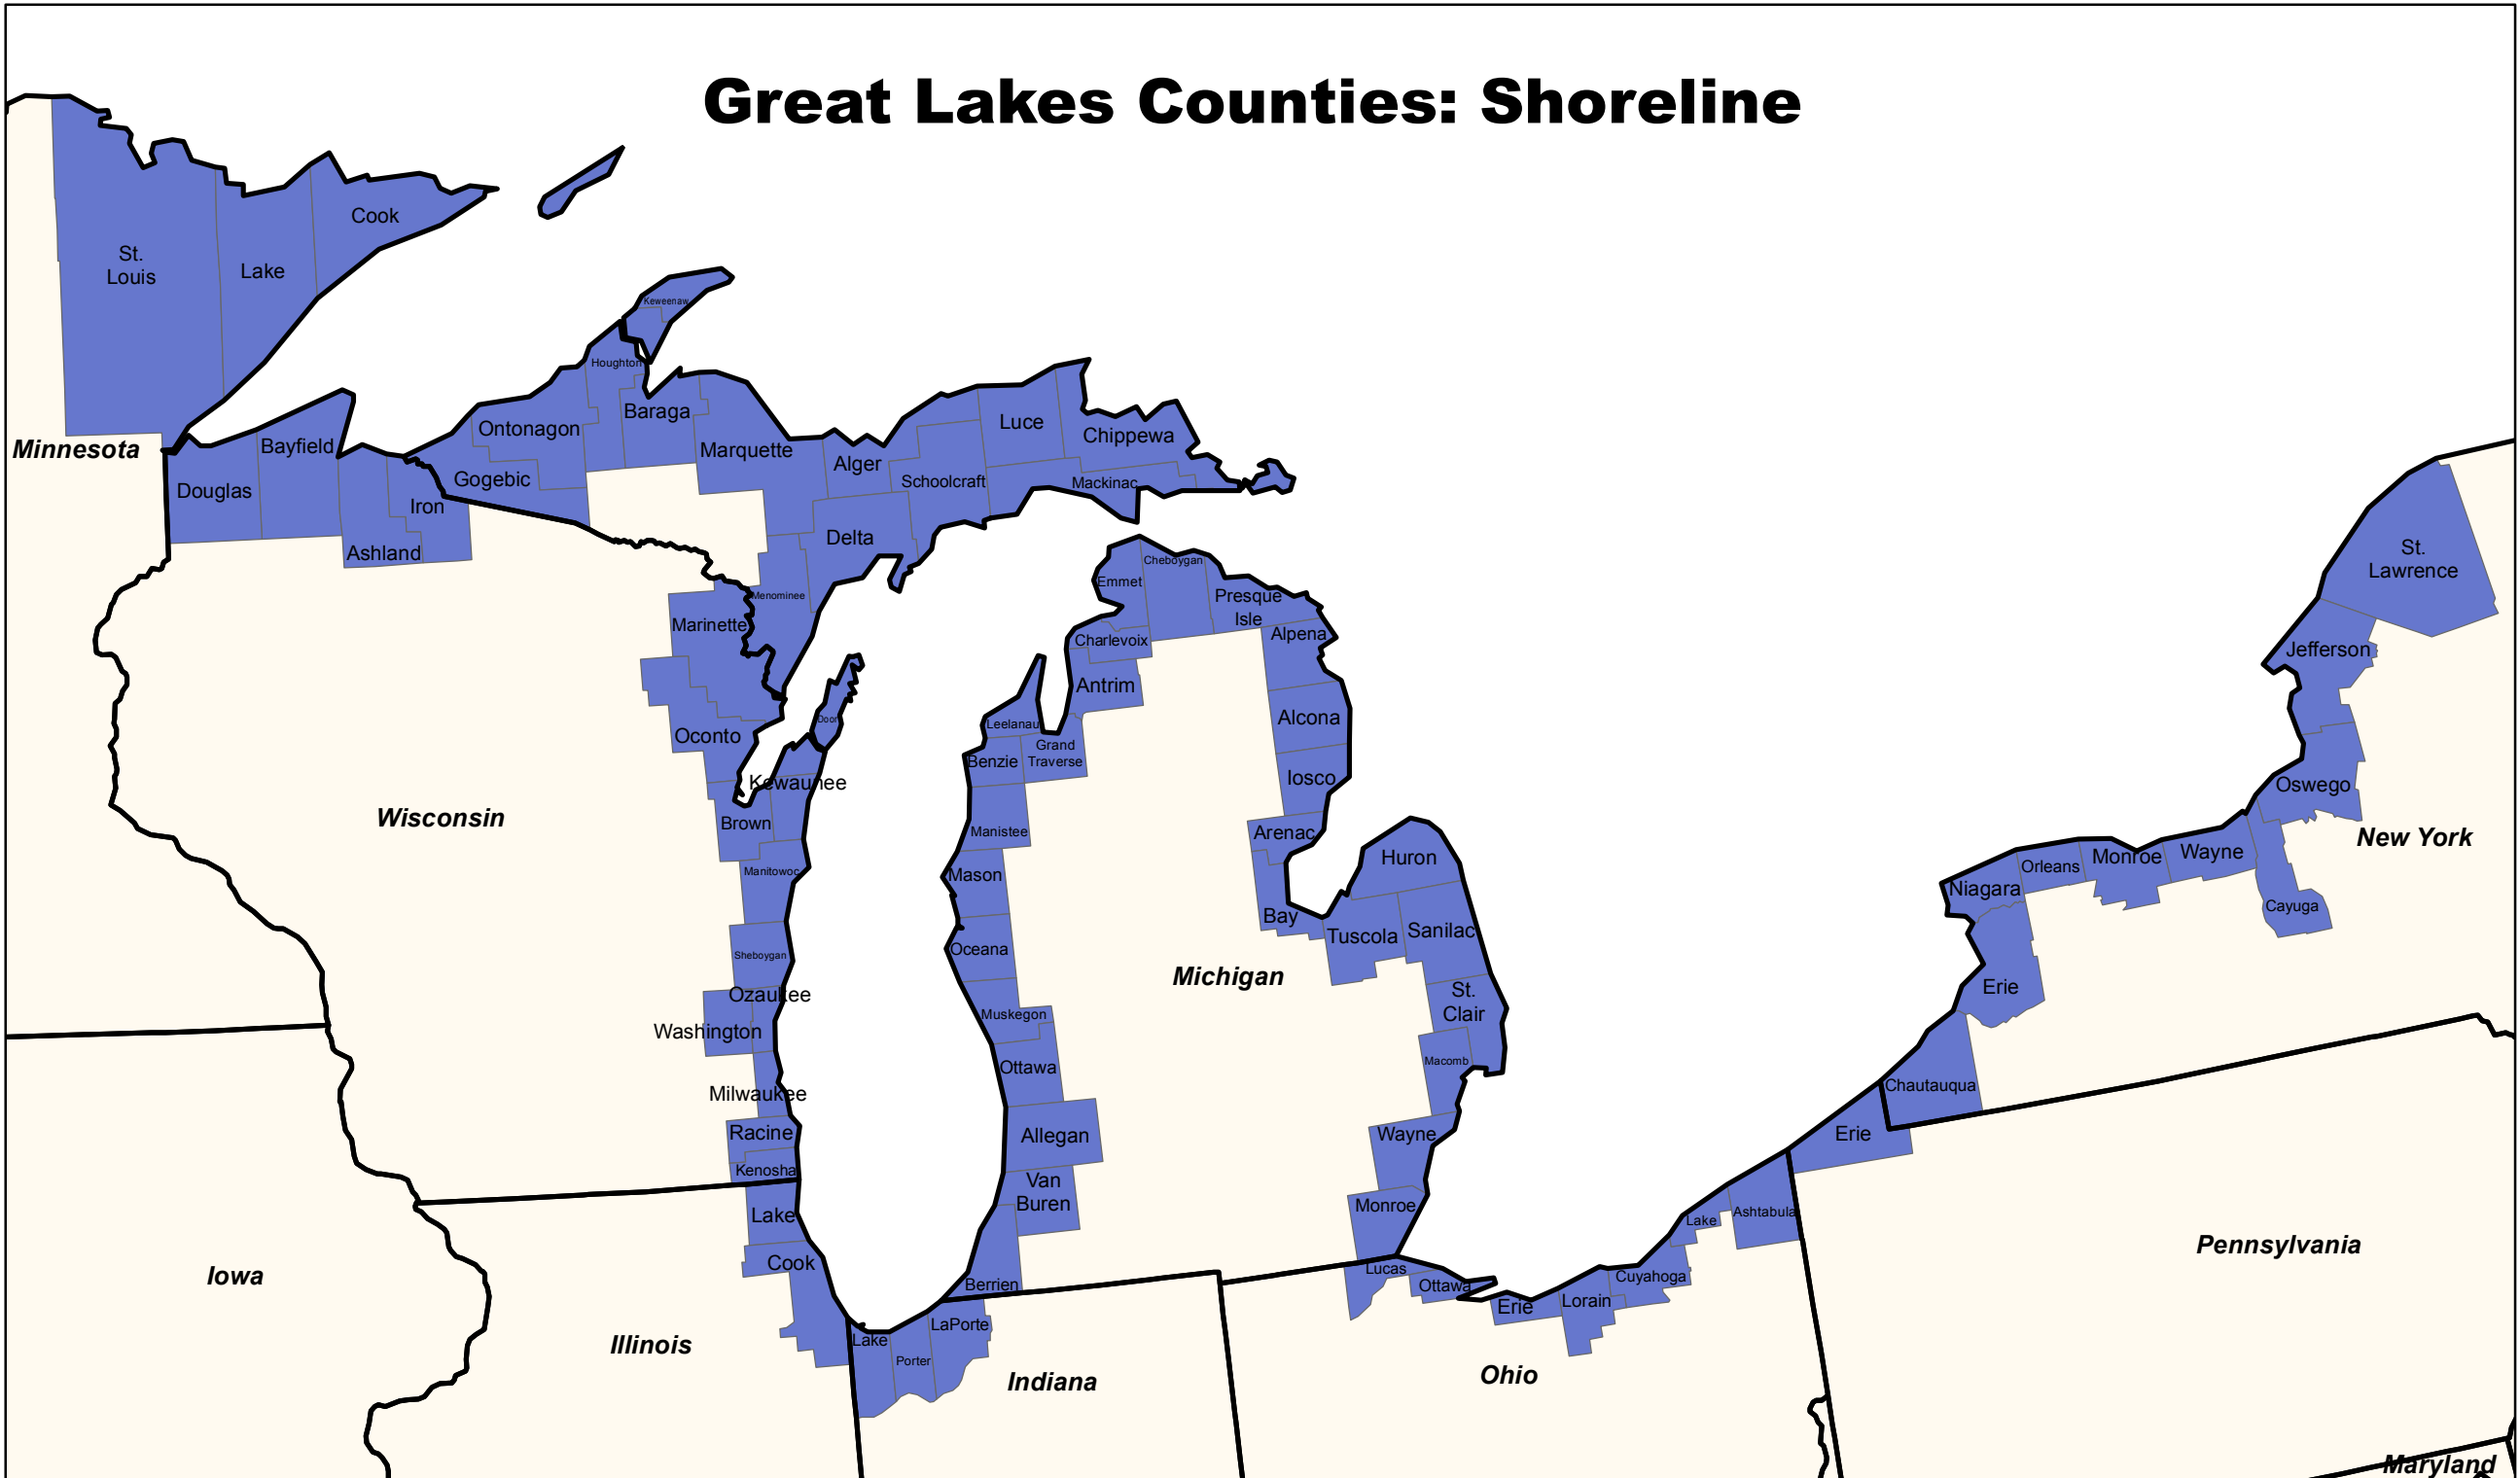 Great Lakes Counties: Shoreline
St.
Louis
Lake
Cook
Minnesota
Keweenaw
Houghton
Baraga
Ontonagon
Gogebic
Marquette
Alger
Schoolcraft
Luce
Chippewa
Mackinac
Delta
Menominee
Douglas
Bayfield
Iron
Ashland
Marinette
Oconto
Door
Kewaunee
Brown
Manitowoc
Sheboygan
Ozaukee
Washington
Milwaukee
Racine
Kenosha
Wisconsin
Lake
Cook
Iowa
Illinois
Lake
Porter
LaPorte
Indiana
Emmet
Cheboygan
Presque
Isle
Charlevoix
Antrim
Alpena
Alcona
Iosco
Leelanau
Grand
Traverse
Benzie
Manistee
Mason
Oceana
Muskegon
Ottawa
Allegan
Van
Buren
Berrien
Michigan
Arenac
Bay
Huron
Tuscola
Sanilac
St.
Clair
Macomb
Wayne
Monroe
Lucas
Ottawa
Erie
Lorain
Cuyahoga
Lake
Ashtabula
Ohio
Erie
Pennsylvania
Chautauqua
Erie
Niagara
Orleans
Monroe
Wayne
Cayuga
Oswego
Jefferson
St.
Lawrence
New York
Maryland